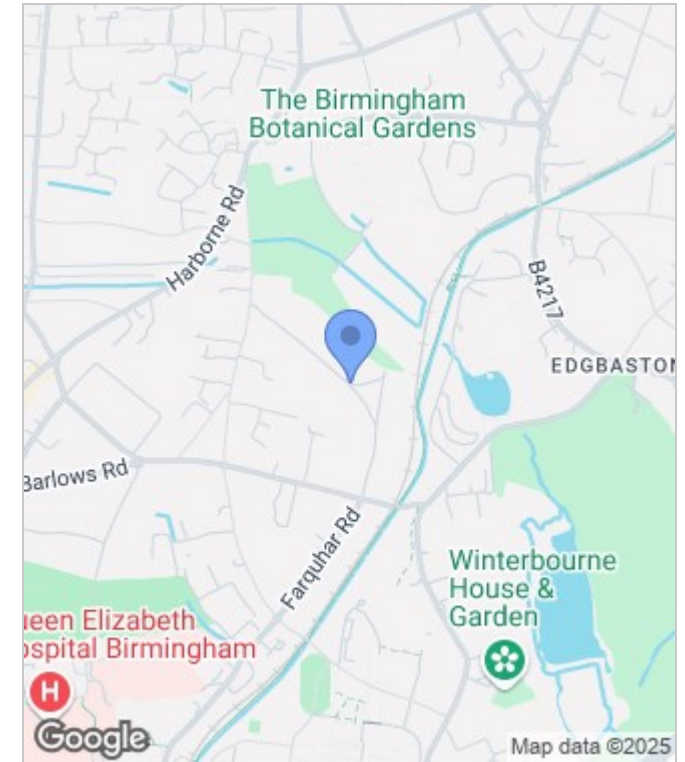 The Birmingham
Botanical Gardens
Harborne Rd
B4217
EDGBASTON
Barlows Rd
Farquhar Rd
Winterbourne
House &
Garden
ueen Elizabeth
ospital Birmingham
H
Google
Map data ©2025